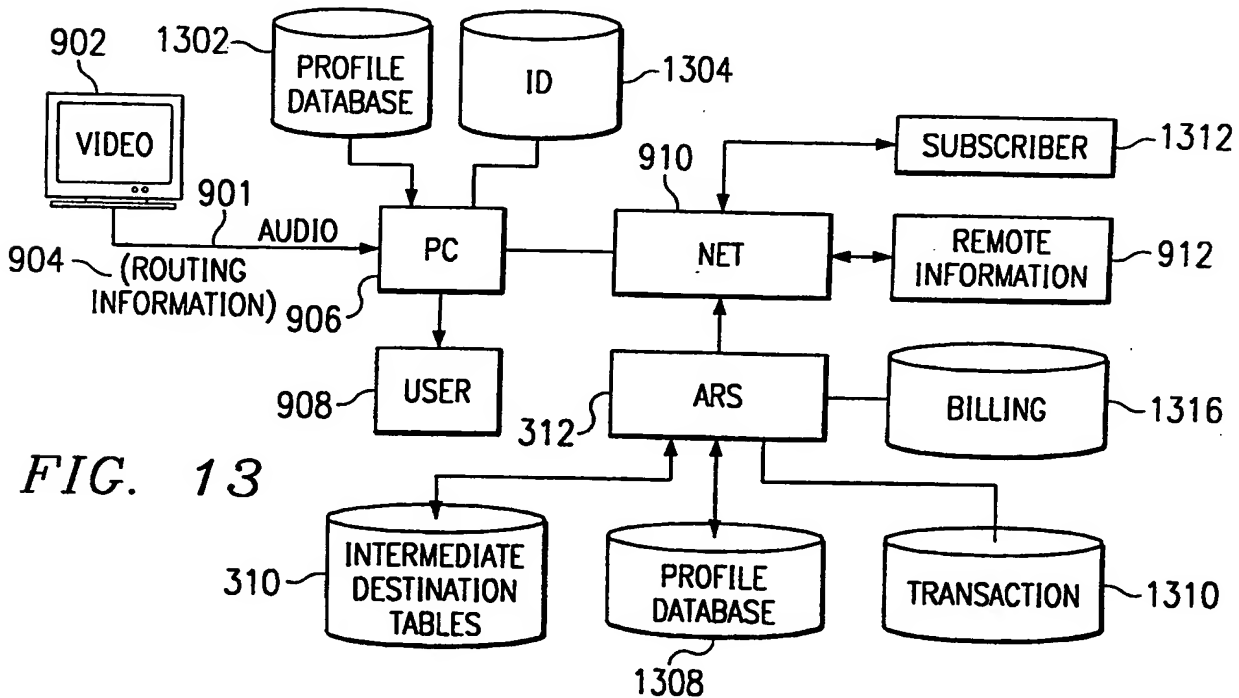 902
1302
PROFILE
DATABASE
ID
1304
VIDEO
901
AUDIO
904
(ROUTING
INFORMATION)
PC
906
910
NET
SUBSCRIBER
1312
REMOTE
INFORMATION
912
USER
908
ARS
312
BILLING
1316
FIG. 13
INTERMEDIATE
DESTINATION
TABLES
310
PROFILE
DATABASE
1308
TRANSACTION
1310